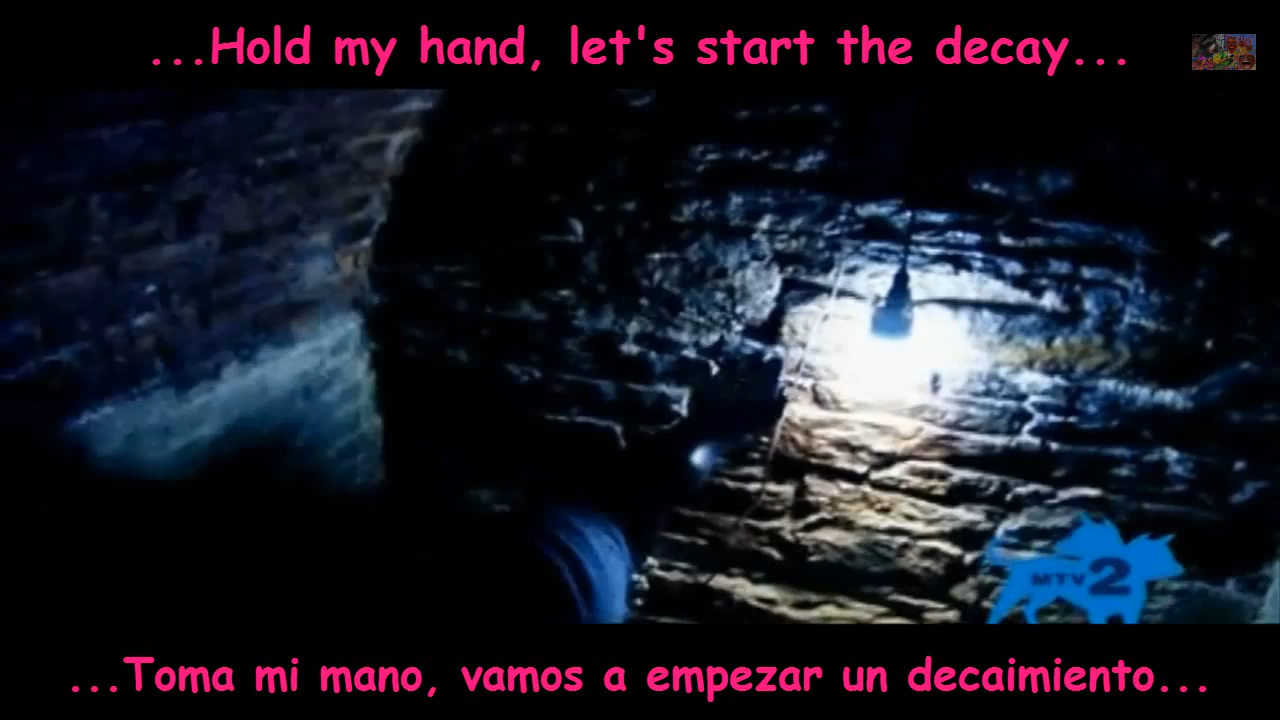 ...Hold my hand, let's start the decay...
MTV2
...Toma mi mano, vamos a empezar un decaimiento...